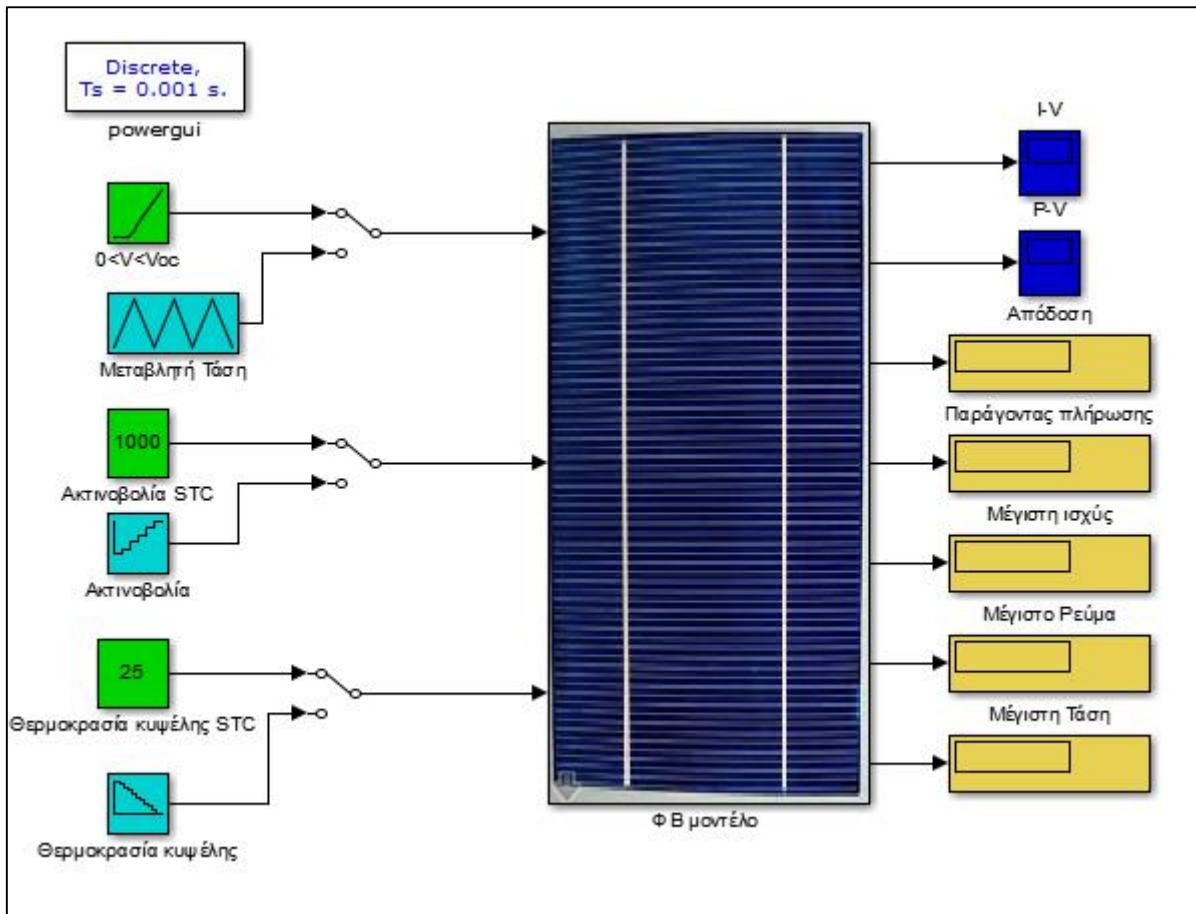 Discrete,
Ts = 0.001 s.
powergui
0<V<Voc
Μεταβλητή Τάση
1000
Ακτινοβολία STC
Ακτινοβολία
25
Θερμοκρασία κυψέλης STC
Θερμοκρασία κυψέλης
ΦΒ μοντέλο
I-V
P-V
Απόδοση
Παράγοντας πλήρωσης
Μέγιστη ισχύς
Μέγιστο Ρεύμα
Μέγιστη Τάση